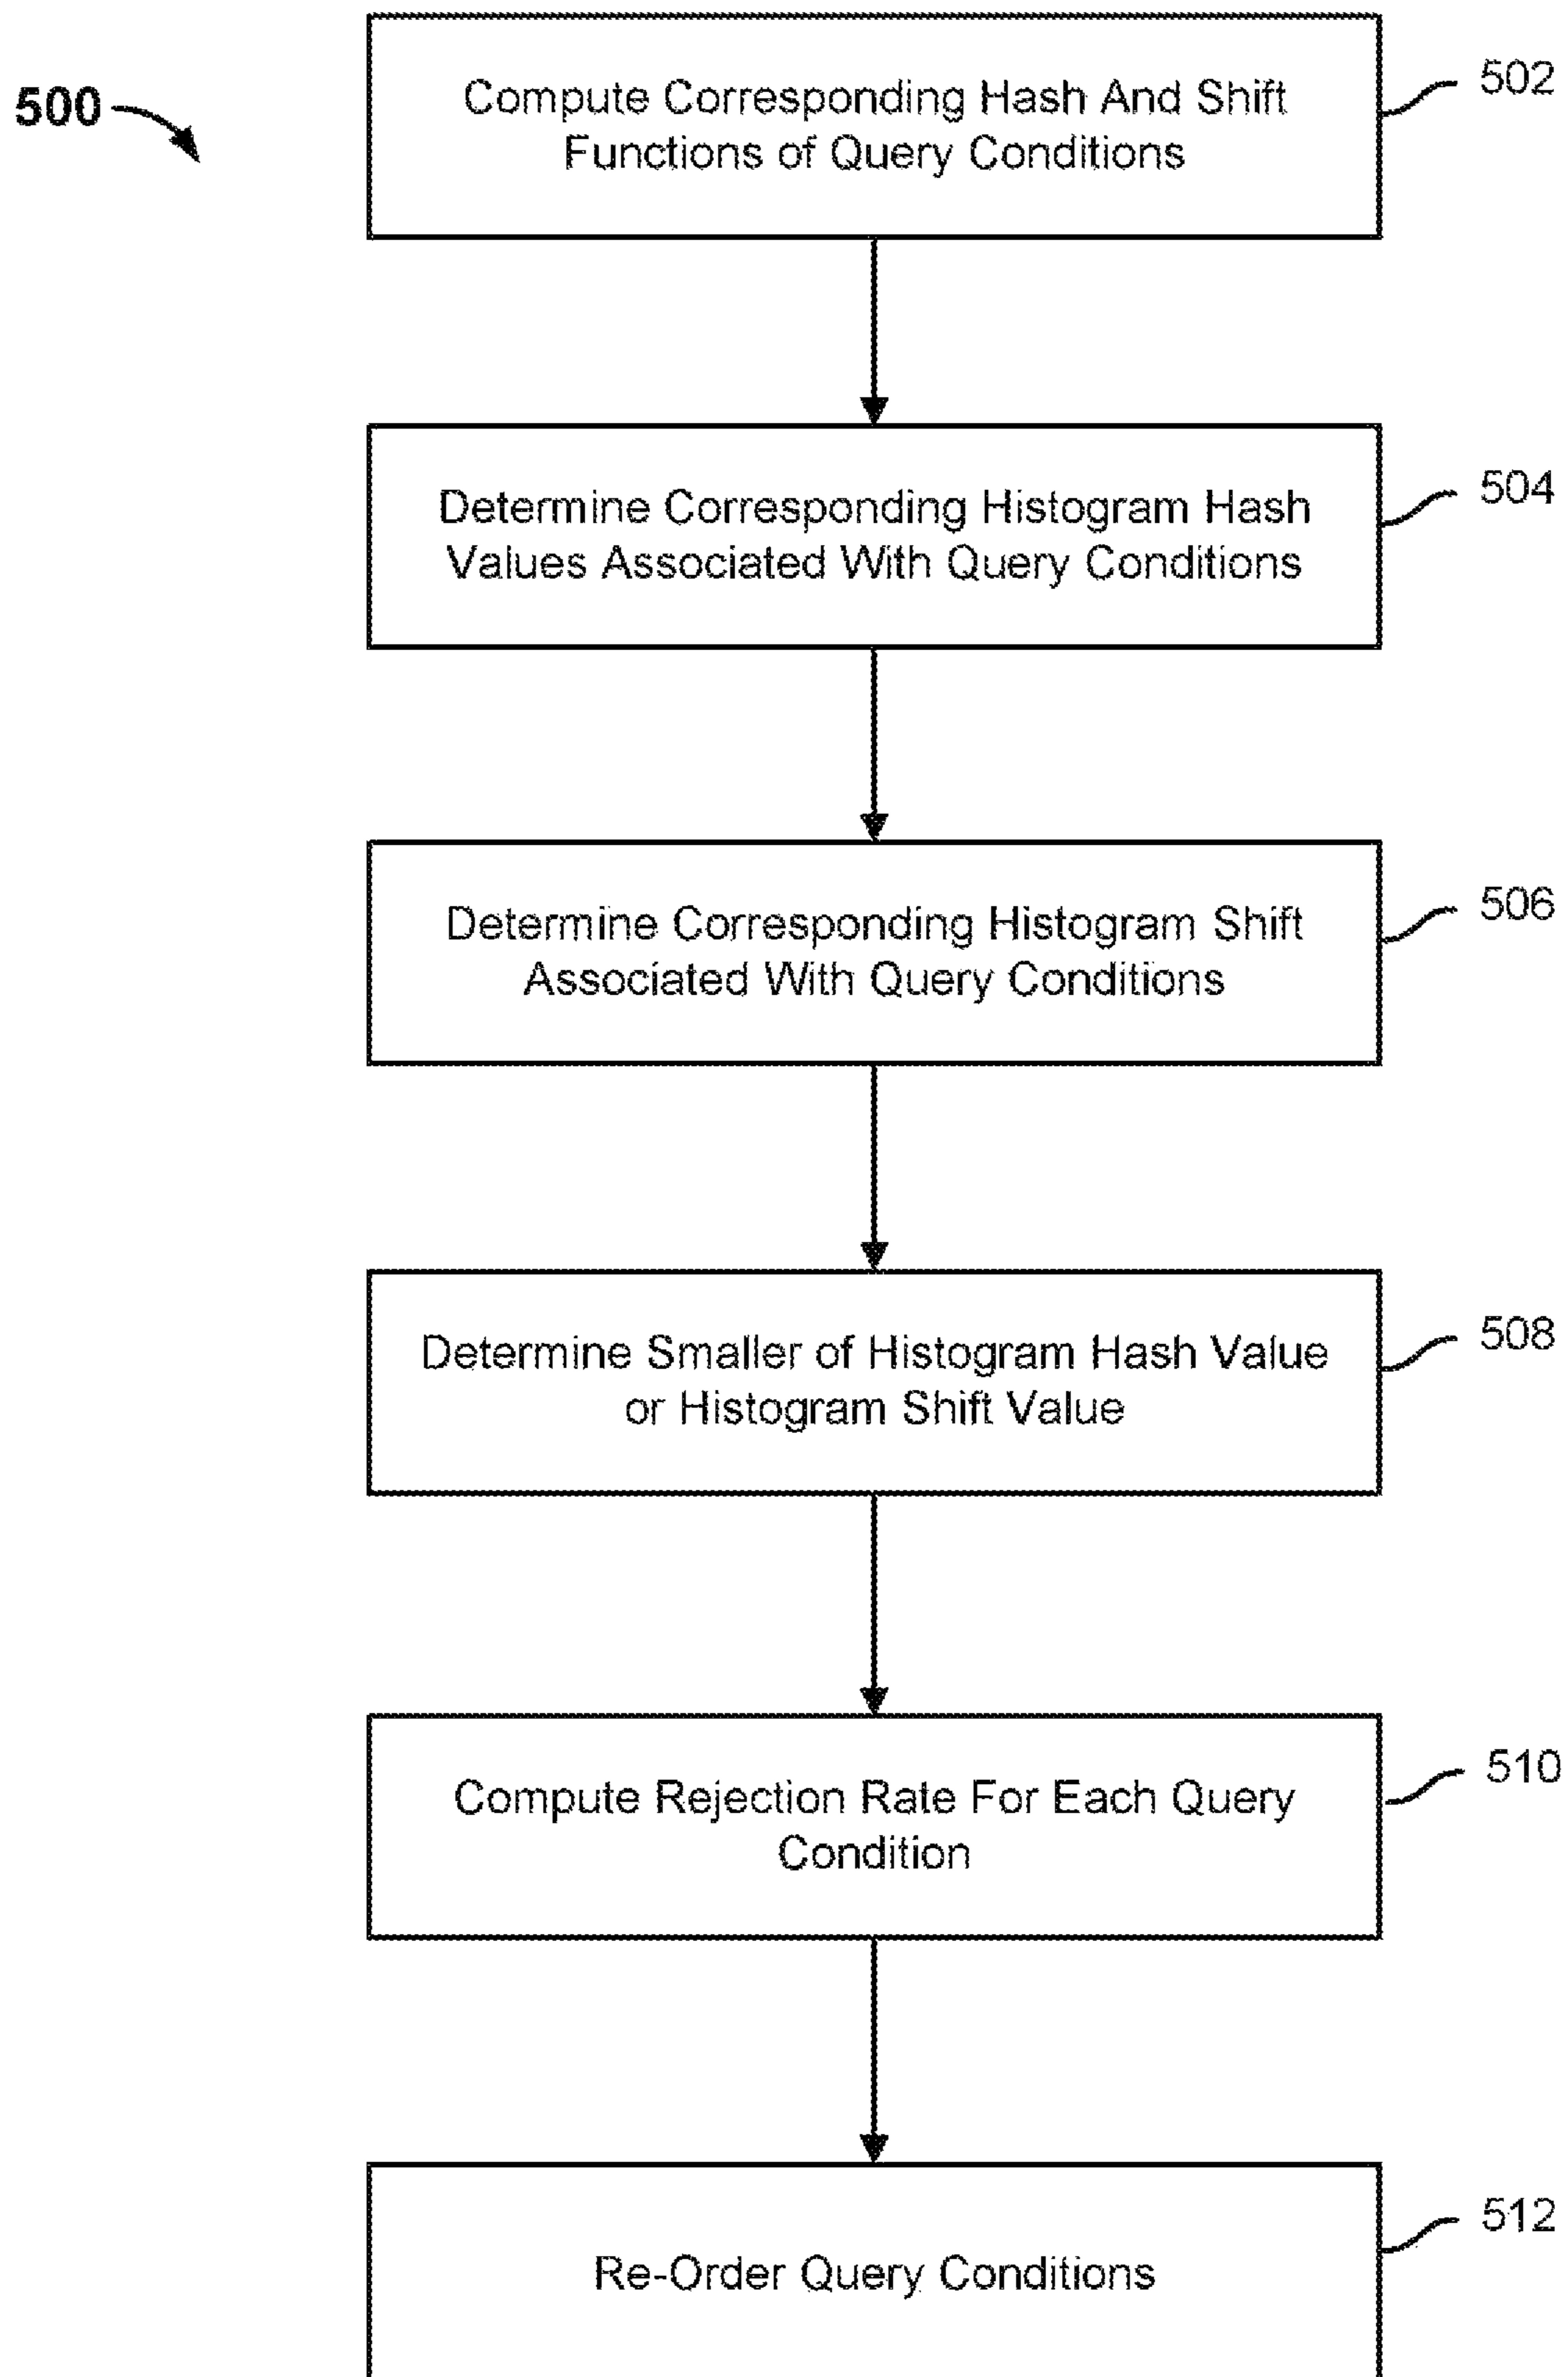 500
Compute Corresponding Hash And Shift
Functions of Query Conditions
502
Determine Corresponding Histogram Hash
Values Associated With Query Conditions
504
Determine Corresponding Histogram Shift
Associated With Query Conditions
506
Determine Smaller of Histogram Hash Value
or Histogram Shift Value
508
Compute Rejection Rate For Each Query
Condition
510
Re-Order Query Conditions
512